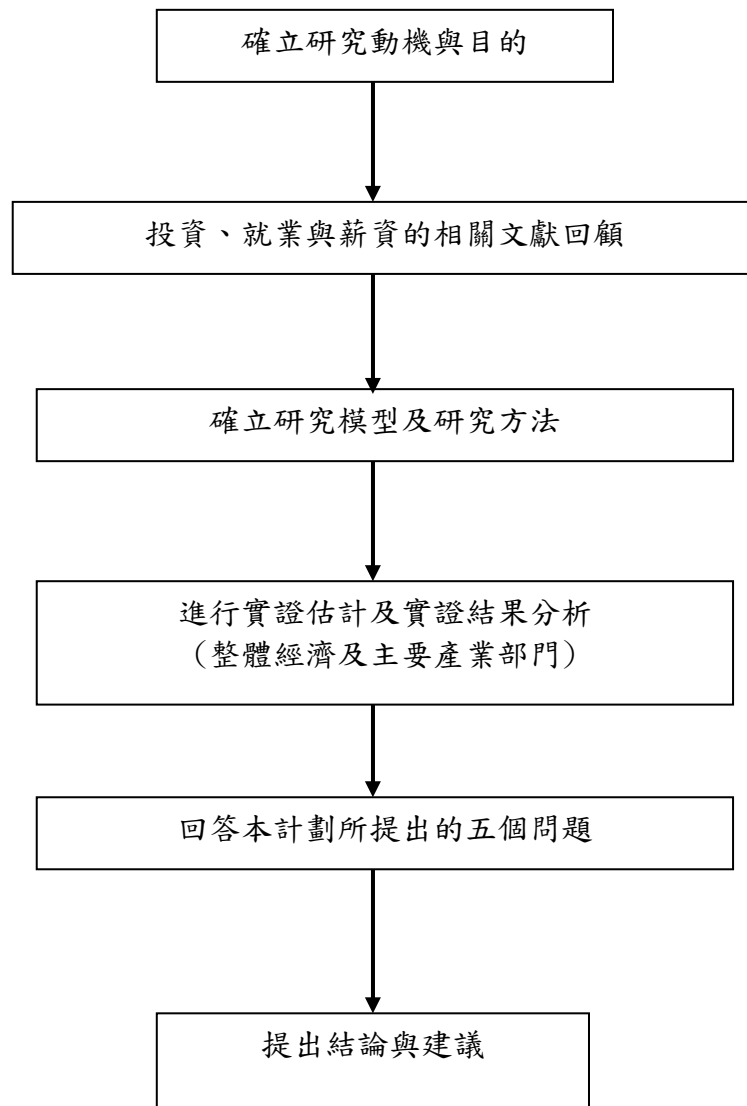 確立研究動機與目的
投資、就業與薪資的相關文獻回顧
確立研究模型及研究方法
進行實證估計及實證結果分析
（整體經濟及主要產業部門）
回答本計劃所提出的五個問題
提出結論與建議